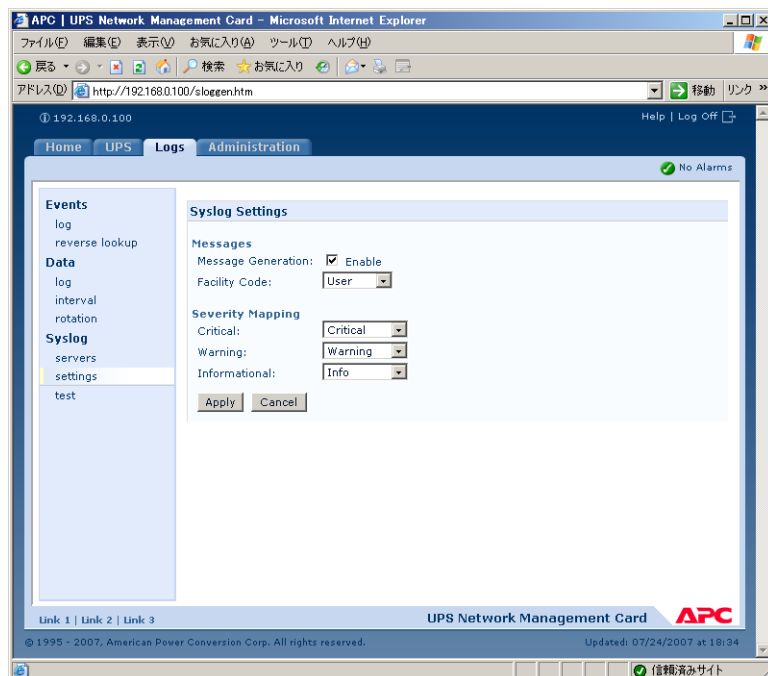 APC | UPS Network Management Card - Microsoft Internet Explorer
ファイル(F) 編集(E) 表示(V) お気に入り(A) ツール(T) ヘルプ(H)
戻る 検索 お気に入り
アドレス(D) http://192.168.0.100/sloggen.htm 移動 リンク »
192.168.0.100 Help | Log Off
Home UPS Logs Administration
No Alarms
Events
log
reverse lookup
Data
log
interval
rotation
Syslog
servers
settings
test
Syslog Settings
Messages
Message Generation: Enable
Facility Code: User
Severity Mapping
Critical: Critical
Warning: Warning
Informational: Info
Apply Cancel
Link 1 | Link 2 | Link 3 UPS Network Management Card APC
© 1995 - 2007, American Power Conversion Corp. All rights reserved. Updated: 07/24/2007 at 18:34
信頼済みサイト